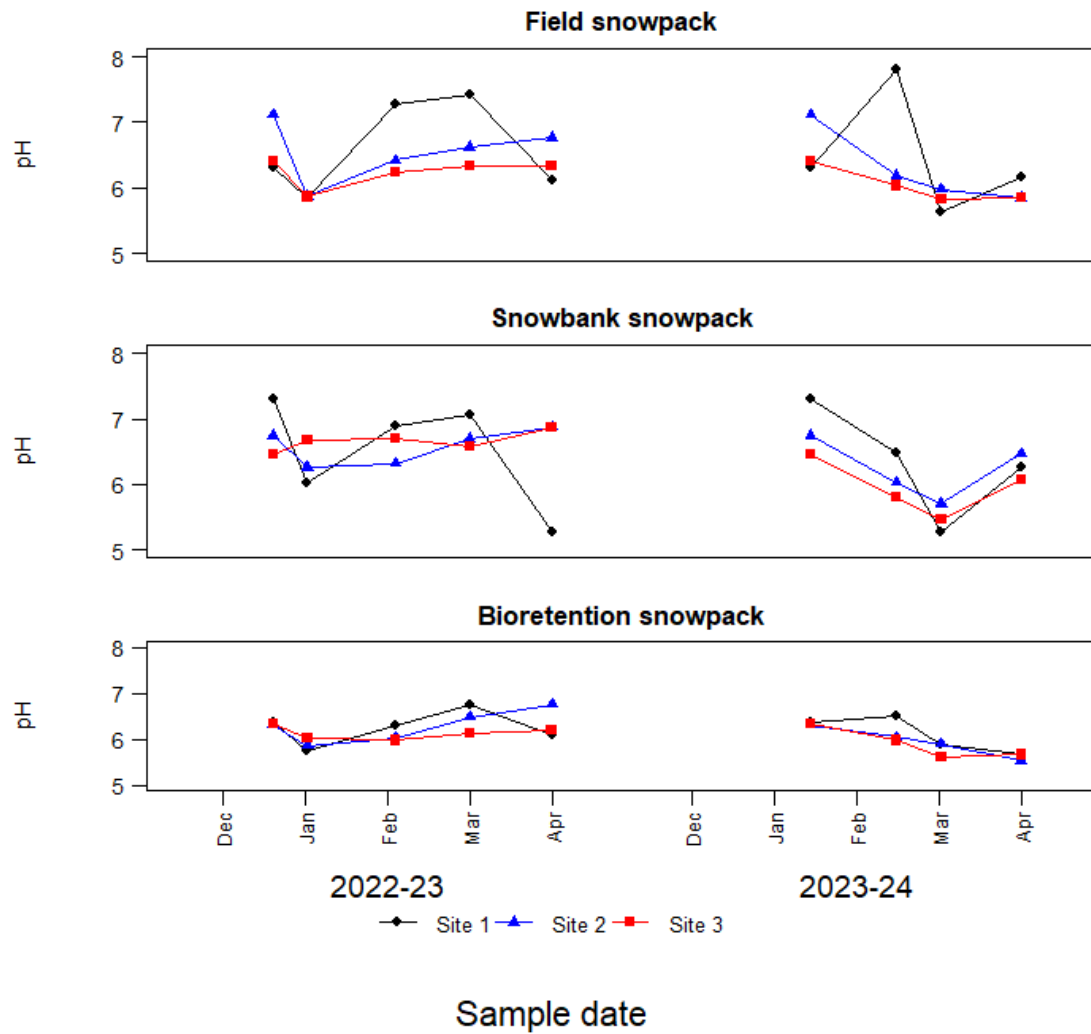 Field snowpack
pH
8
7
6
5
Snowbank snowpack
pH
8
7
6
5
Bioretention snowpack
pH
8
7
6
5
Dec Jan Feb Mar Apr Dec Jan Feb Mar Apr
2022-23 2023-24
Site 1 Site 2 Site 3
Sample date